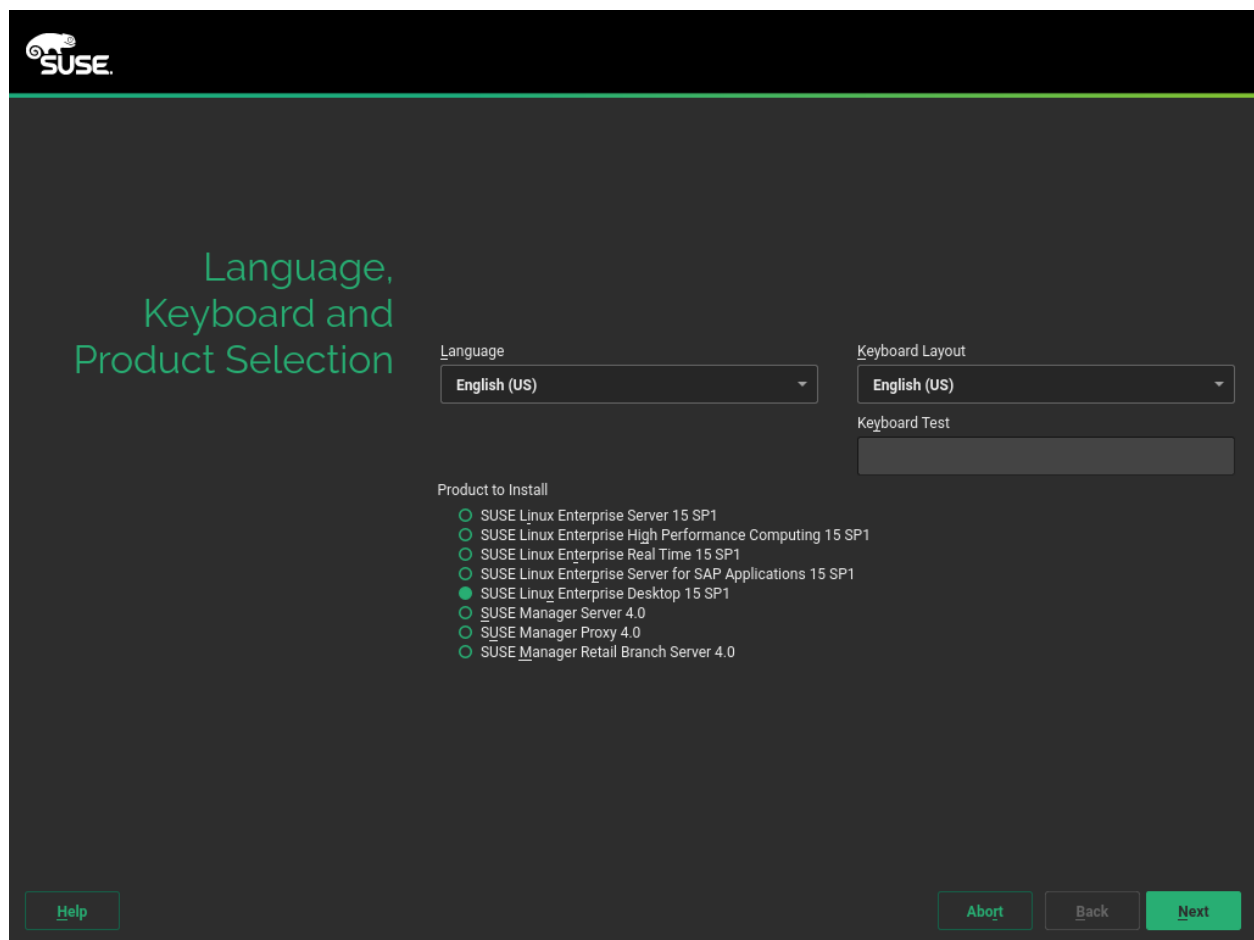 SUSE.
Language,
Keyboard and
Product Selection
Language
Keyboard Layout
English (US)
English (US)
Keyboard Test
Product to Install
SUSE Linux Enterprise Server 15 SP1
SUSE Linux Enterprise High Performance Computing 15 SP1
SUSE Linux Enterprise Real Time 15 SP1
SUSE Linux Enterprise Server for SAP Applications 15 SP1
SUSE Linux Enterprise Desktop 15 SP1
SUSE Manager Server 4.0
SUSE Manager Proxy 4.0
SUSE Manager Retail Branch Server 4.0
Help
Abort
Back
Next